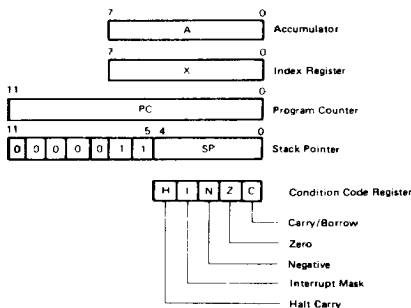 7 0
A Accumulator
7 0
X Index Register
11 0
PC Program Counter
11 5 4 0
0 0 0 0 0 1 1 SP Stack Pointer
H I N Z C Condition Code Register
Carry/Borrow
Zero
Negative
Interrupt Mask
Half Carry